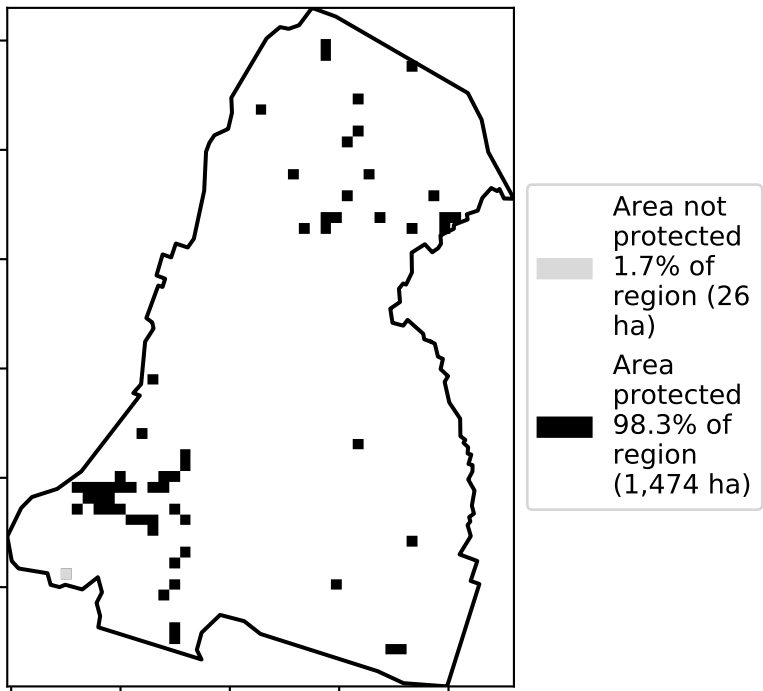 Area not
protected
1.7% of
region (26
ha)
Area
protected
98.3% of
region
(1,474 ha)